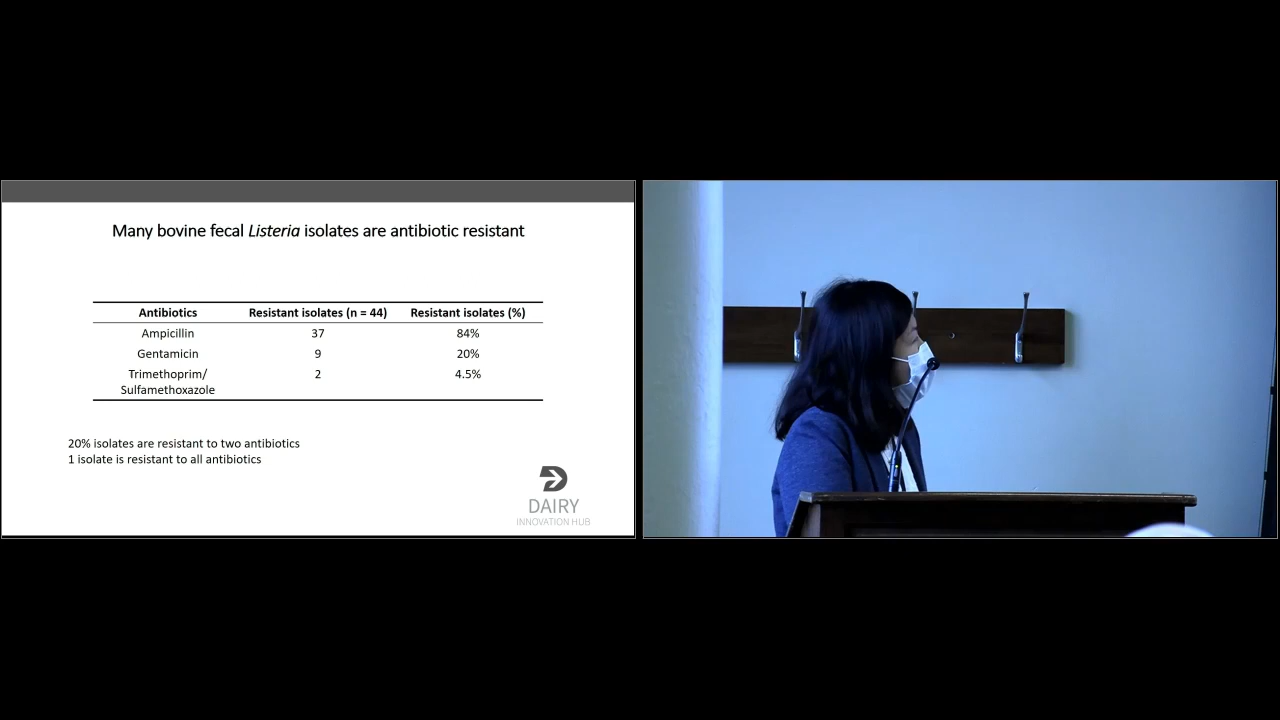 Many bovine fecal Listeria isolates are antibiotic resistant
Antibiotics Resistant isolates (n = 44) Resistant isolates (%)
Ampicillin 37 84%
Gentamicin 9 20%
Trimethoprim/ 2 4.5%
Sulfamethoxazole
20% isolates are resistant to two antibiotics
1 isolate is resistant to all antibiotics
DAIRY
INNOVATION HUB